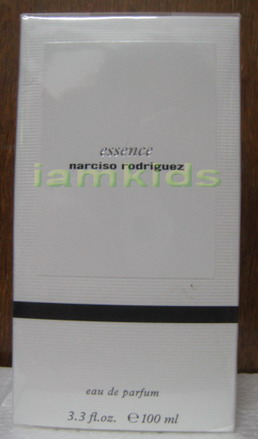 essence
narciso rodriguez
iamkids
eau de parfum
3.3 fl.oz. ℮ 100 ml